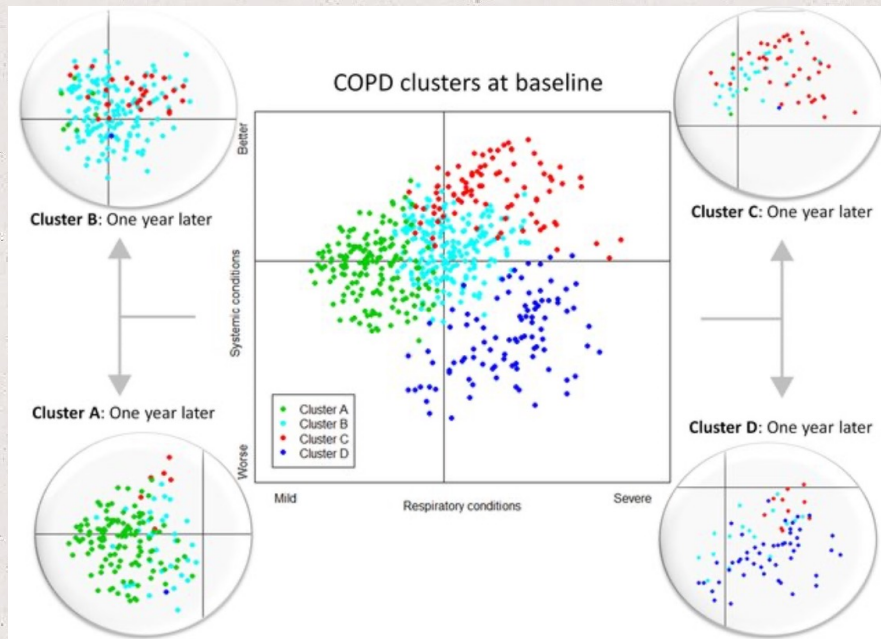 COPD clusters at baseline
Cluster B: One year later
Cluster C: One year later
Better
Systemic conditions
Worse
Cluster A
Cluster B
Cluster C
Cluster D
Mild
Respiratory conditions
Severe
Cluster A: One year later
Cluster D: One year later